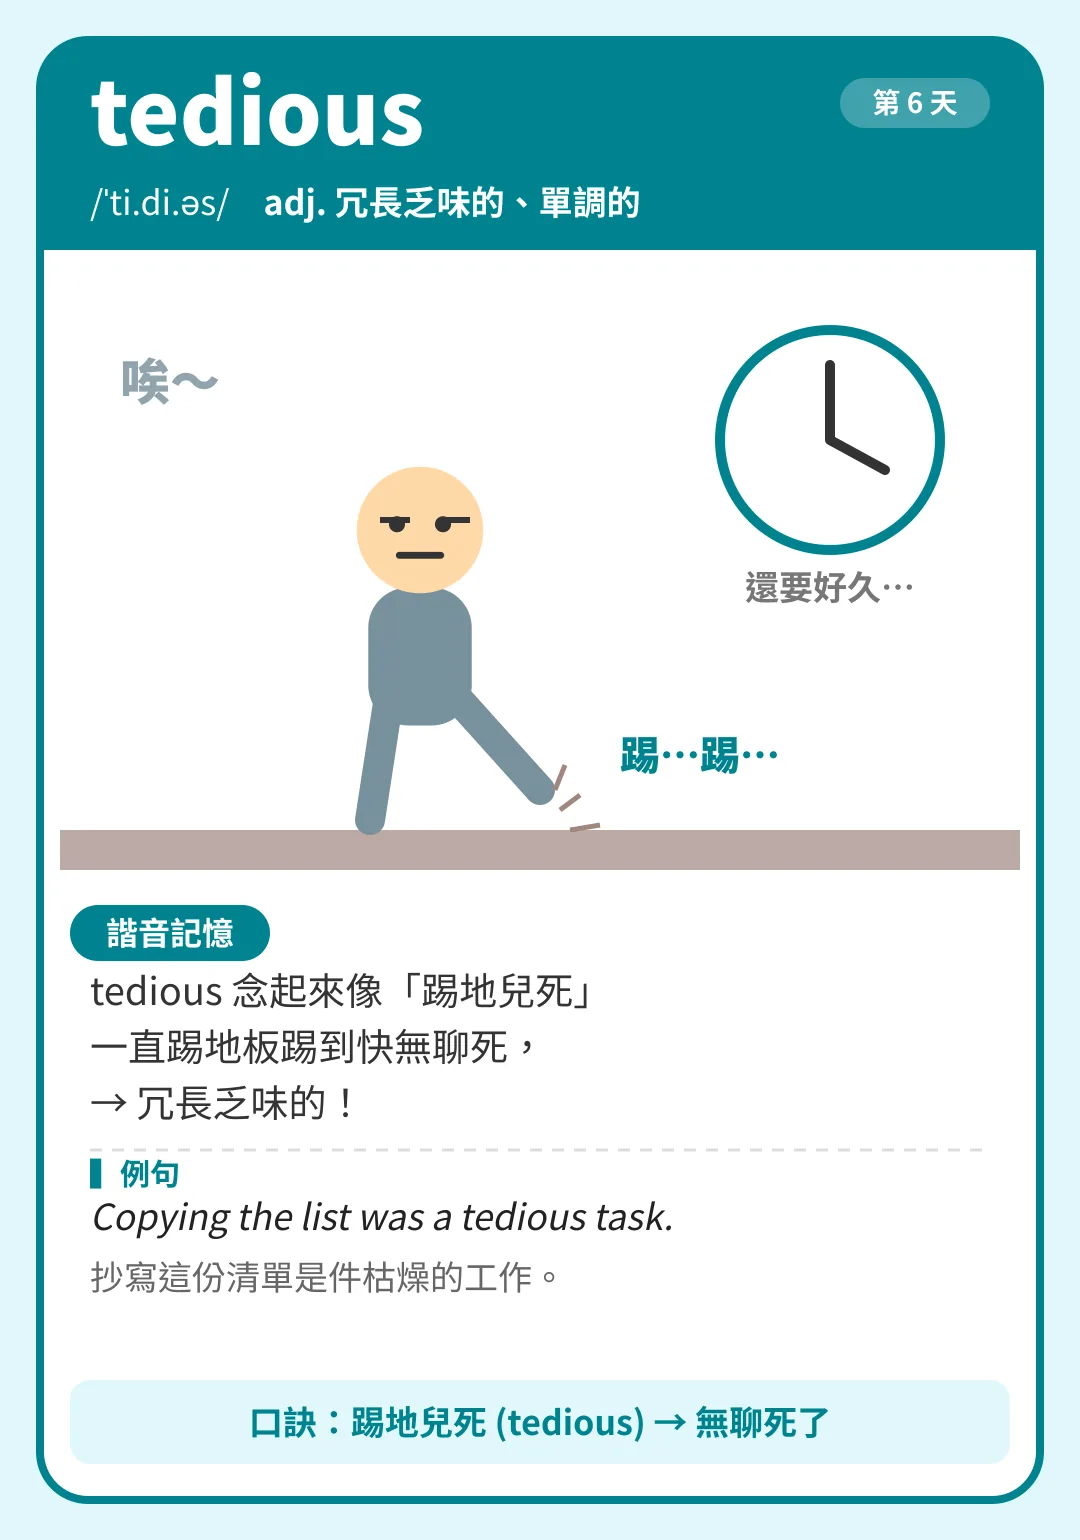 tedious
第 6 天
/ˈti.di.əs/ adj. 冗長乏味的、單調的
唉～
還要好久⋯
踢⋯踢⋯
諧音記憶
tedious 念起來像「踢地兒死」
一直踢地板踢到快無聊死，
→ 冗長乏味的！
例句
Copying the list was a tedious task.
抄寫這份清單是件枯燥的工作。
口訣：踢地兒死 (tedious) → 無聊死了